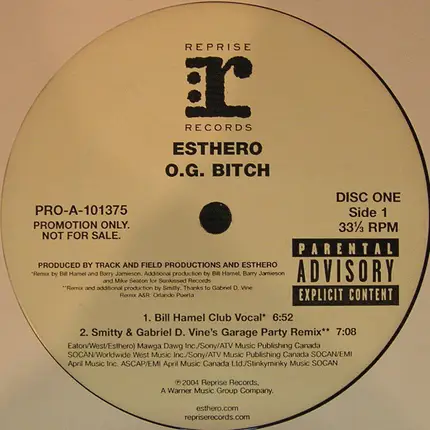 REPRISE
r
RECORDS
ESTHERO
O.G. BITCH
PRO-A-101375
PROMOTION ONLY.
NOT FOR SALE.
DISC ONE
Side 1
33⅓ RPM
PARENTAL
ADVISORY
EXPLICIT CONTENT
PRODUCED BY TRACK AND FIELD PRODUCTIONS AND ESTHERO
*Remix by Bill Hamel and Barry Jamieson. Additional production by Bill Hamel, Barry Jamieson
and Mike Seaton for Sunkissed Records
**Remix and additional production by Smitty. Thanks to Gabriel D. Vine
Remix A&R: Orlando Puerta
1. Bill Hamel Club Vocal* 6:52
2. Smitty & Gabriel D. Vine's Garage Party Remix** 7:08
Eaton/West/Esthero) Mawga Dawg Inc./Sony/ATV Music Publishing Canada
SOCAN/Worldwide West Music Inc./Sony/ATV Music Publishing Canada SOCAN/EMI
April Music Inc. ASCAP/EMI April Music Canada Ltd./Stinkyminky Music SOCAN
℗2004 Reprise Records,
A Warner Music Group Company.
esthero.com
repriserecords.com